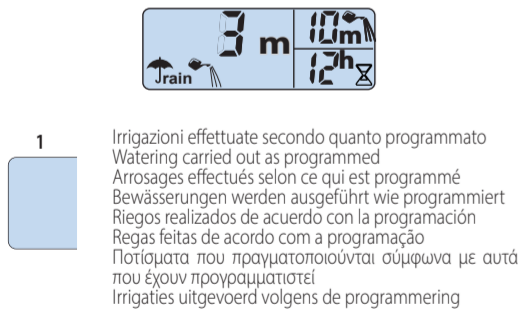 3 m
10m
rain
12h
1
Irrigazioni effettuate secondo quanto programmato
Watering carried out as programmed
Arrosages effectués selon ce qui est programmé
Bewässerungen werden ausgeführt wie programmiert
Riegos realizados de acuerdo con la programación
Regas feitas de acordo com a programação
Ποτίσματα που πραγματοποιούνται σύμφωνα με αυτά
που έχουν προγραμματιστεί
Irrigaties uitgevoerd volgens de programmering